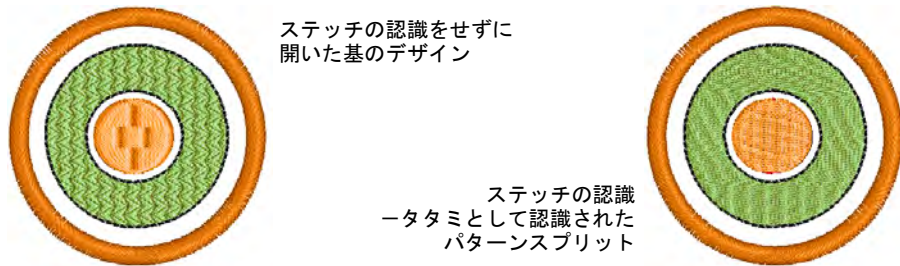 ステッチの認識をせずに
開いた基のデザイン
ステッチの認識
ータタミとして認識された
パターンスプリット